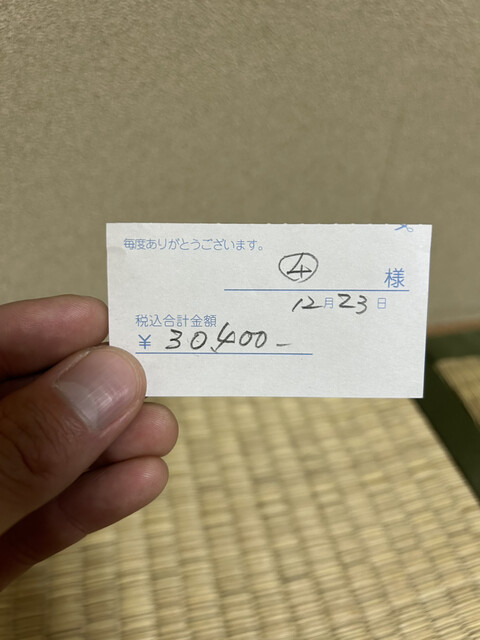 毎度ありがとうございます。
④ 様
12月23日
税込合計金額
¥ 30,400-